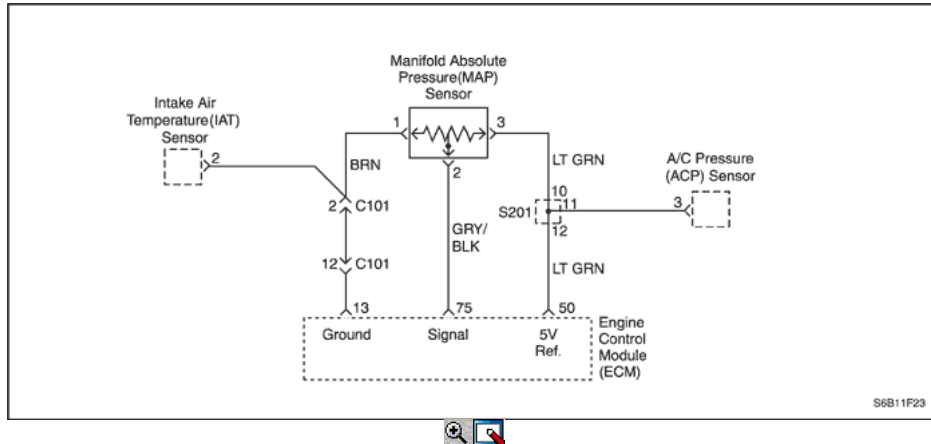 Manifold Absolute
Pressure(MAP)
Sensor
Intake Air
Temperature(IAT)
Sensor
2
1
3
2
BRN
LT GRN
A/C Pressure
(ACP) Sensor
3
10
11
S201
12
2 C101
GRY/
BLK
12 C101
LT GRN
13
75
50
Ground
Signal
5V
Ref.
Engine
Control
Module
(ECM)
S6B11F23